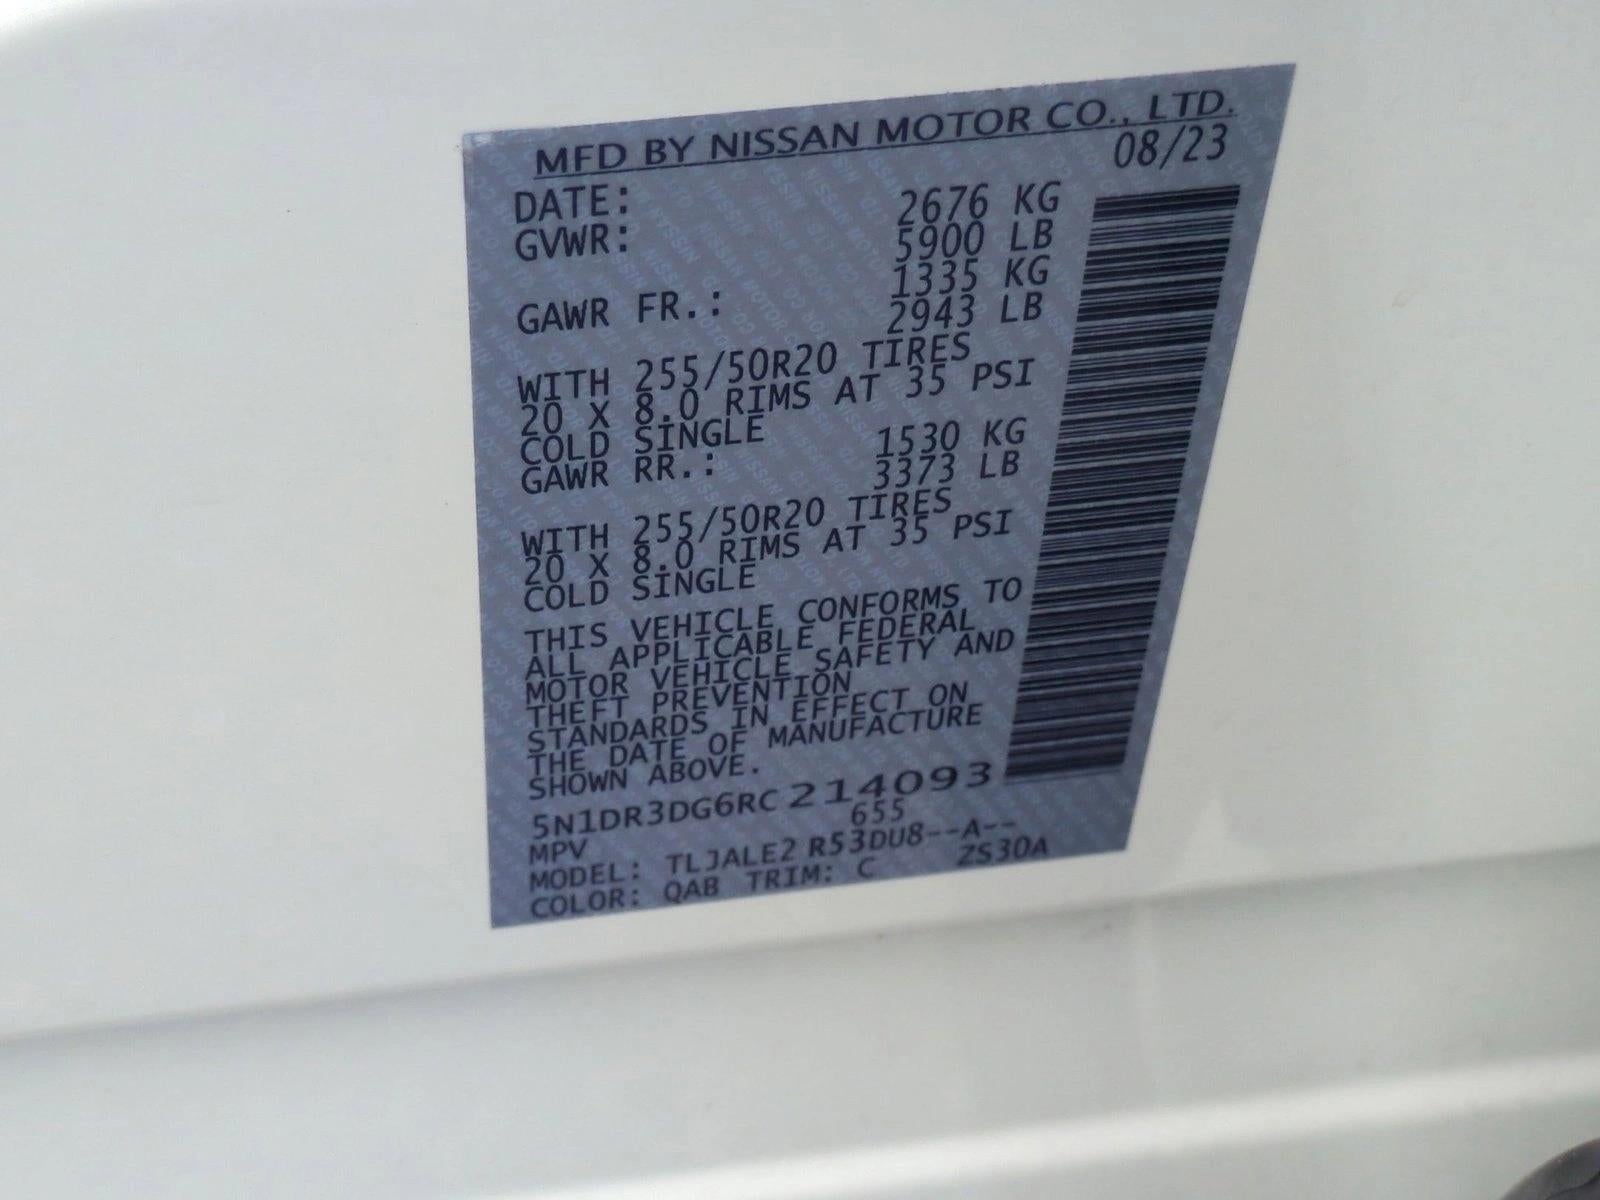 MFD BY NISSAN MOTOR CO., LTD.
DATE: 08/23
GVWR: 2676 KG
5900 LB
GAWR FR.: 1335 KG
2943 LB
WITH 255/50R20 TIRES
20 X 8.0 RIMS AT 35 PSI
COLD SINGLE
GAWR RR.: 1530 KG
3373 LB
WITH 255/50R20 TIRES
20 X 8.0 RIMS AT 35 PSI
COLD SINGLE
THIS VEHICLE CONFORMS TO
ALL APPLICABLE FEDERAL
MOTOR VEHICLE SAFETY AND
THEFT PREVENTION
STANDARDS IN EFFECT ON
THE DATE OF MANUFACTURE
SHOWN ABOVE.
5N1DR3DG6RC214093
MPV 655
MODEL: TLJALE2 R53DU8--A--
COLOR: QAB TRIM: C ZS30A